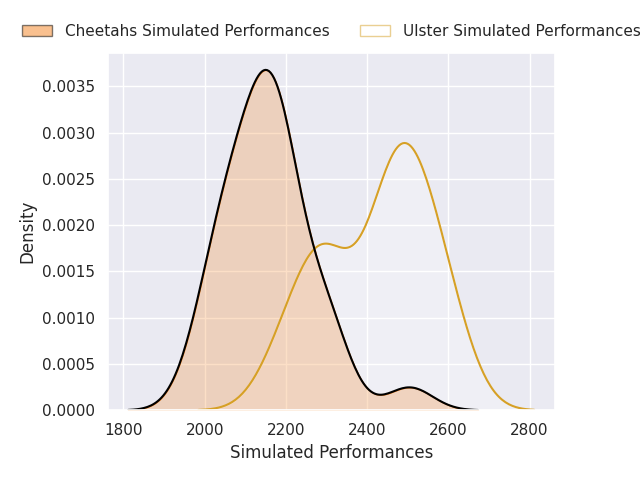 Cheetahs Simulated Performances Ulster Simulated Performances
0.0035
0.0030
0.0025
0.0020
0.0015
0.0010
0.0005
0.0000
Density
1800 2000 2200 2400 2600 2800
Simulated Performances